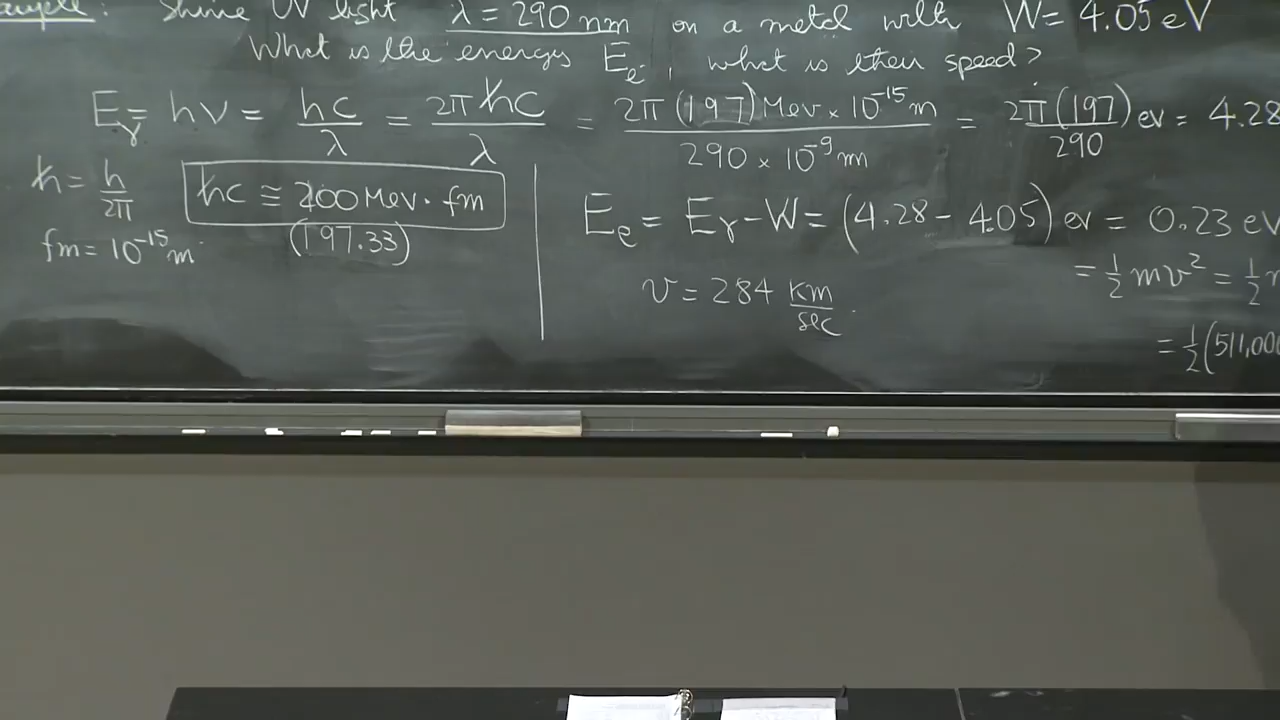 Example: Shine UV light λ = 290 nm on a metal with W = 4.05 eV
What is the energy E_e-, what is their speed?
E_γ = hν = hc/λ = 2πℏc/λ = 2π (197) Mev × 10^-15 m / 290 × 10^-9 m = 2π(197)/290 ev = 4.28
ℏ = h/2π
ℏc ≅ 200 Mev · fm
(197.33)
fm = 10^-15 m
E_e = E_γ - W = (4.28 - 4.05) ev = 0.23 eV
= ½ mv² = ½
v = 284 km/sec
= ½(511,000